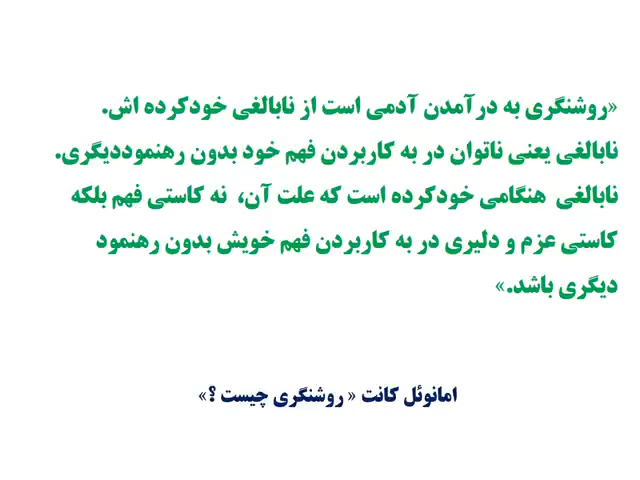 «روشنگری به درآمدن آدمی است از نابالغی خودکرده اش.
نابالغی یعنی ناتوان در به کاربردن فهم خود بدون رهنموددیگری.
نابالغی هنگامی خودکرده است که علت آن، نه کاستی فهم بلکه
کاستی عزم و دلیری در به کاربردن فهم خویش بدون رهنمود
دیگری باشد.»
امانوئل کانت « روشنگری چیست ؟»